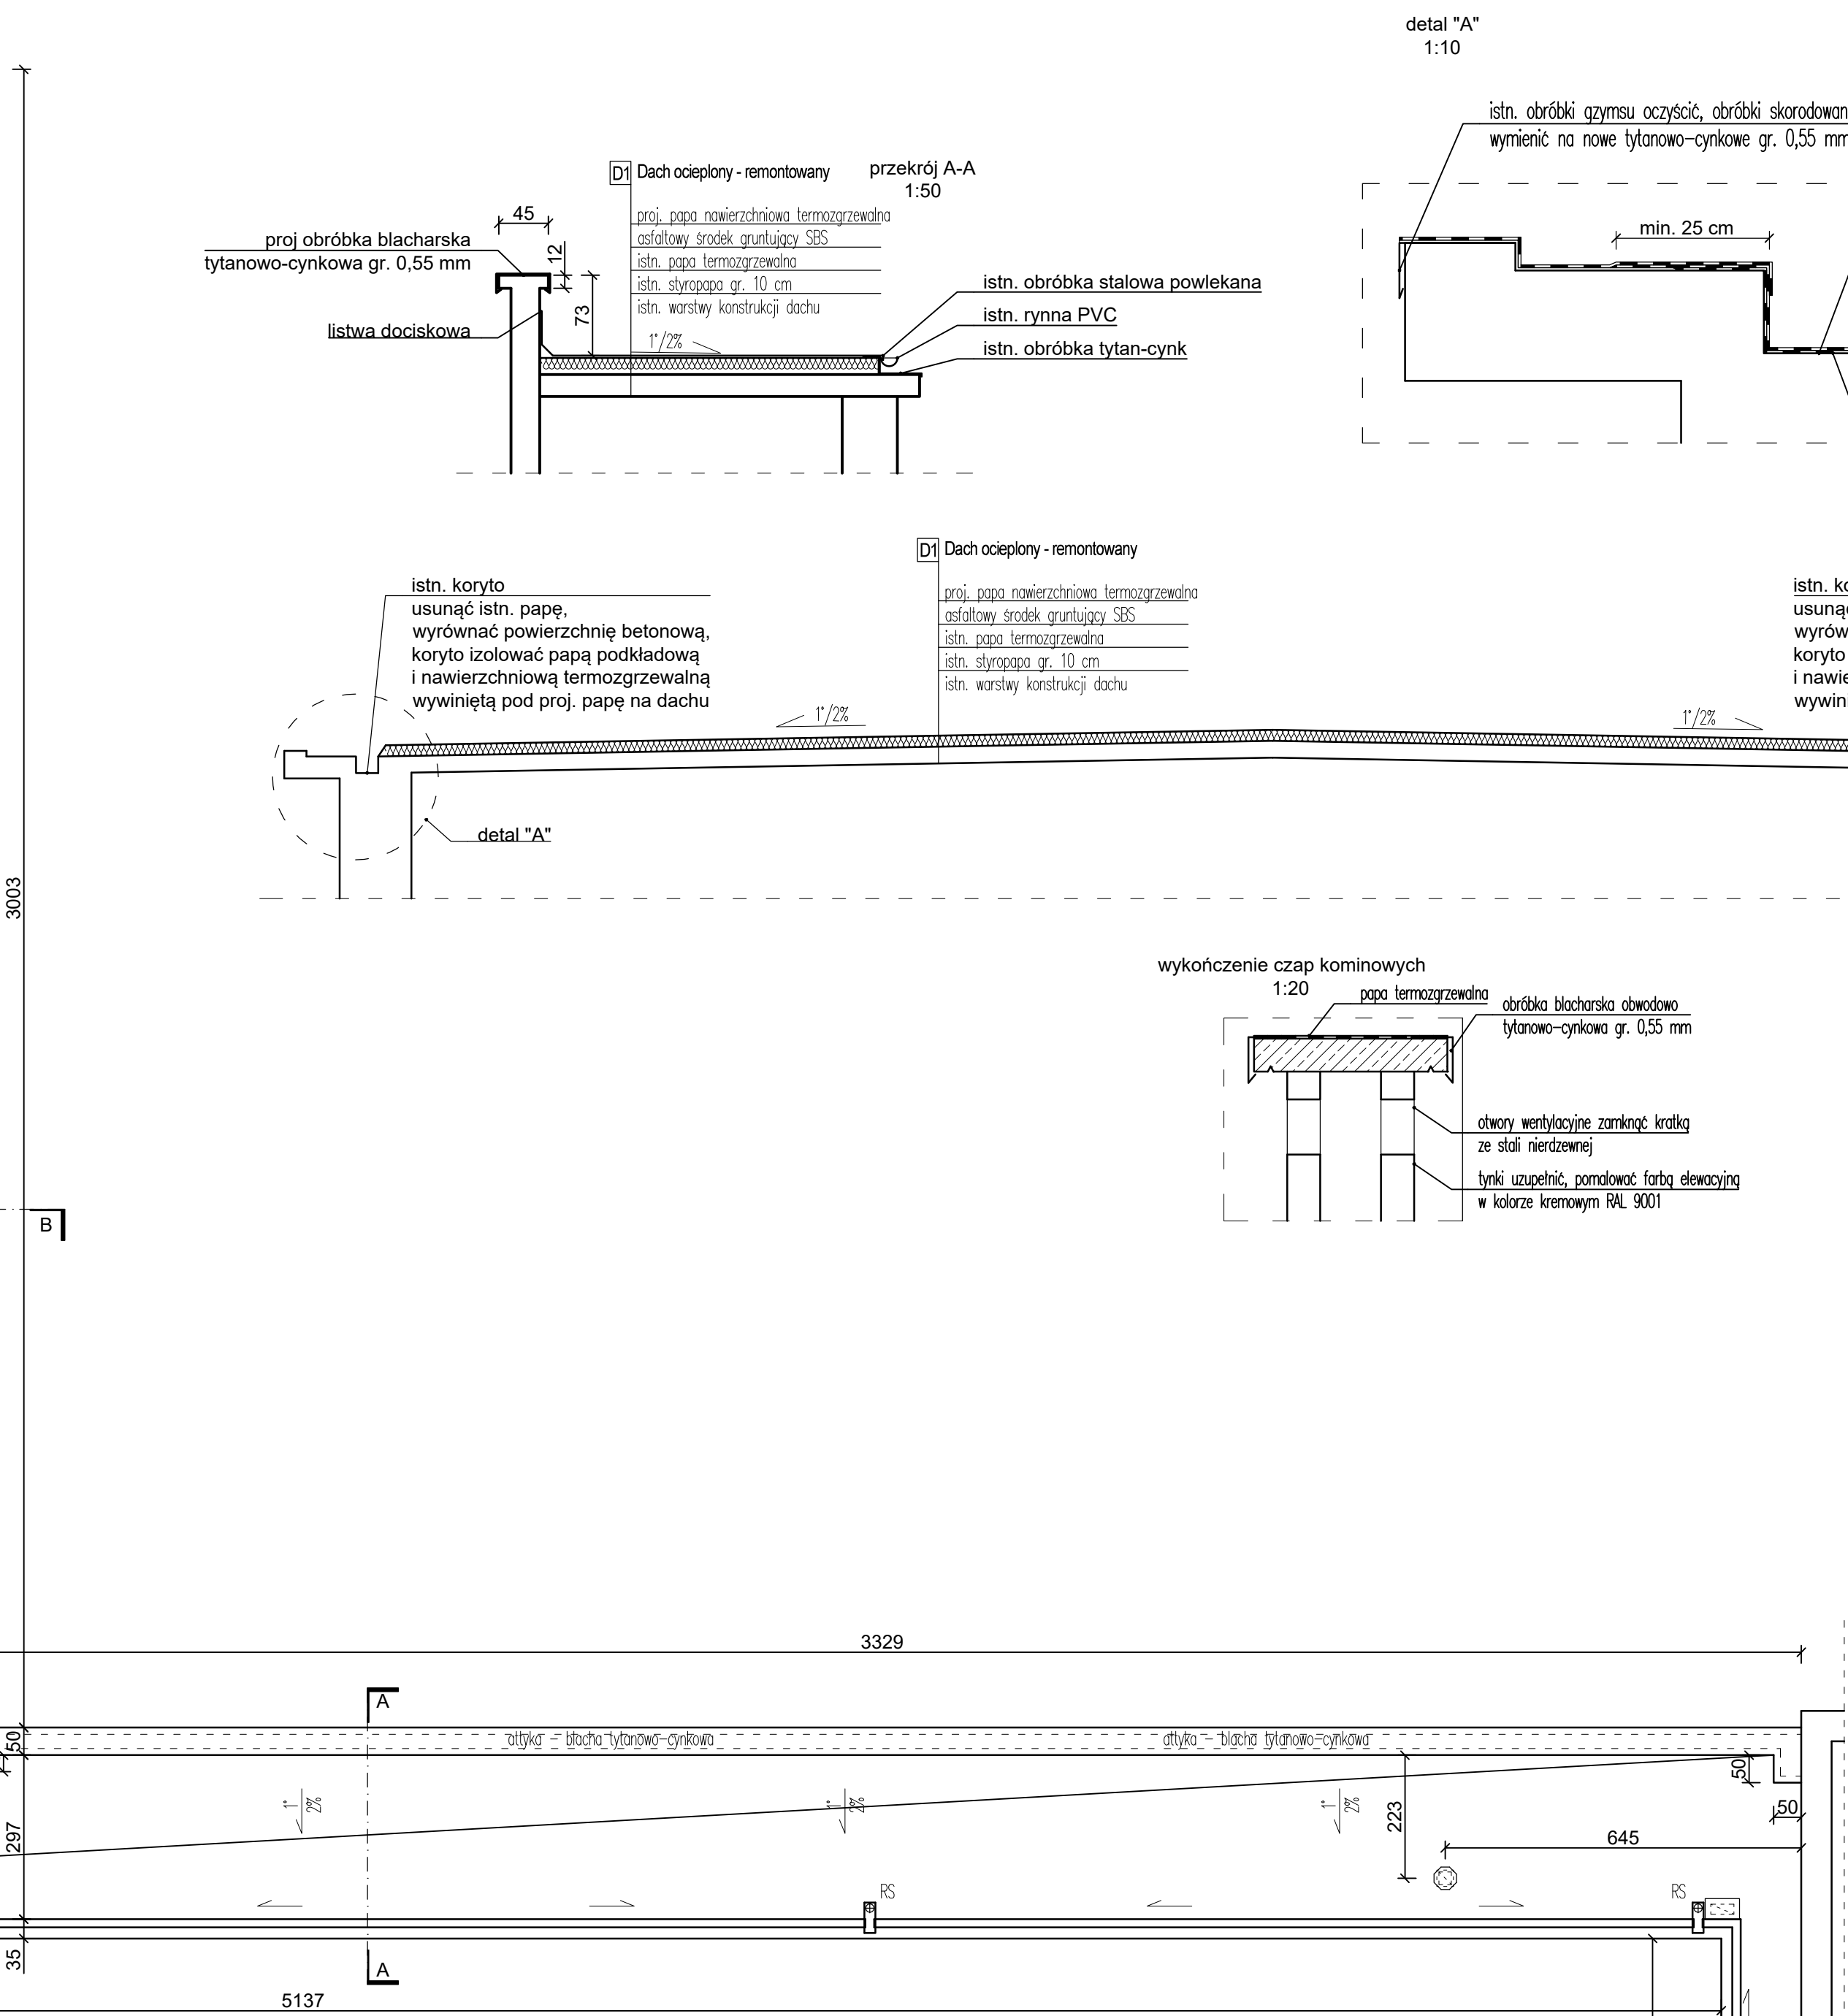 detal "A"
1:10
istn. obróbki gzymsu oczyścić, obróbki
wymienić na nowe tytanowo-cynkowe gr. 0,55 mm
min. 25 cm
D1 Dach ocieplony - remontowany
przekrój A-A
1:50
proj. papa nawierzchniowa termozgrzewalna
asfaltowy środek gruntujący SBS
istn. papa termozgrzewalna
istn. styropapa gr. 10 cm
istn. warstwy konstrukcji dachu
45
12
73
proj obróbka blacharska
tytanowo-cynkowa gr. 0,55 mm
listwa dociskowa
1°/2%
istn. obróbka stalowa powlekana
istn. rynna PVC
istn. obróbka tytan-cynk
D1 Dach ocieplony - remontowany
proj. papa nawierzchniowa termozgrzewalna
asfaltowy środek gruntujący SBS
istn. papa termozgrzewalna
istn. styropapa gr. 10 cm
istn. warstwy konstrukcji dachu
istn. koryto
usunąć istn. papę,
wyrównać powierzchnię betonową,
koryto izolować papą podkładową
i nawierzchniową termozgrzewalną
wywiniętą pod proj. papę na dachu
istn.
koryto
i
1°/2%
1°/2%
detal "A"
3003
wykończenie czap kominowych
1:20
papa termozgrzewalna
obróbka blacharska obwodowo
tytanowo-cynkowa gr. 0,55 mm
otwory wentylacyjne zamknąć kratką
ze stali nierdzewnej
tynki uzupełnić, pomalować farbą elewacyjną
w kolorze kremowym RAL 9001
B
3329
A
50
attyka - blacha tytanowo-cynkowa
attyka - blacha tytanowo-cynkowa
50
50
1°
2%
1°
2%
1°
2%
223
645
297
RS
RS
35
A
5137